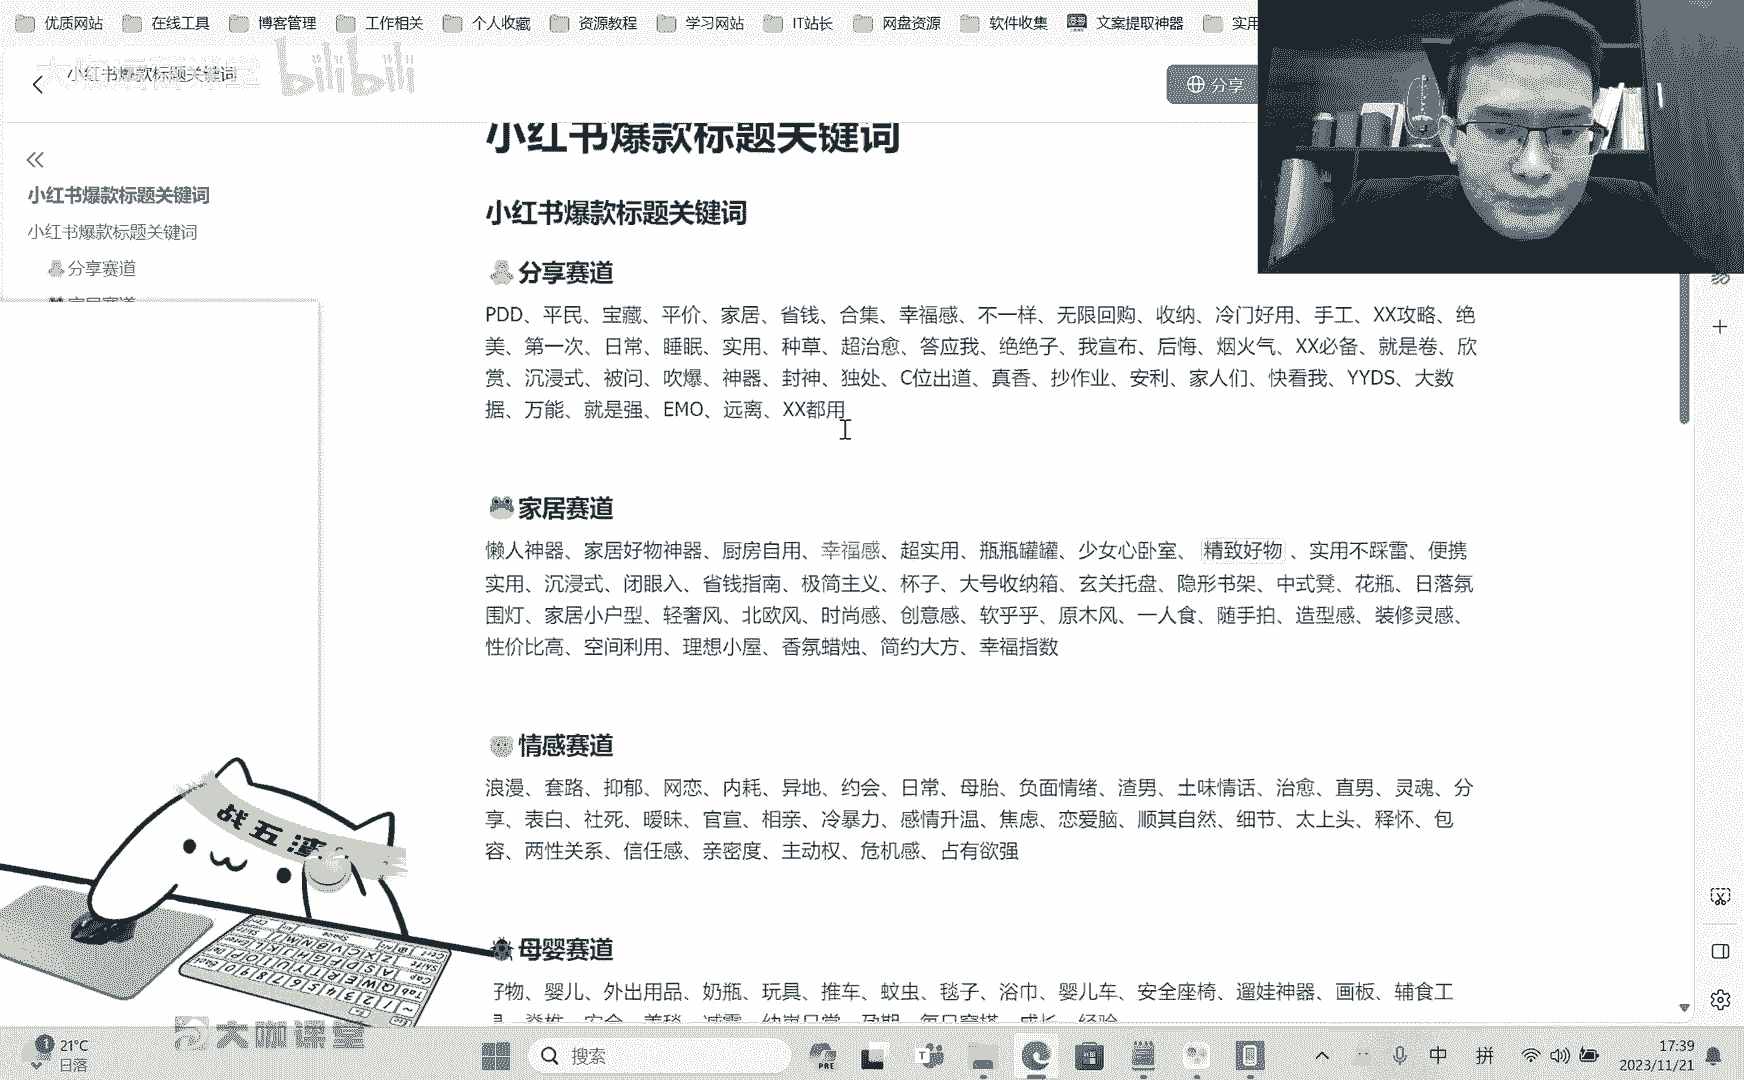 优质网站 在线工具 博客管理 工作相关 个人收藏 资源教程 学习网站 IT站长 网盘资源 软件收集 文案提取神器 实用
小红书爆款标题关键词
bilibili
分享
小红书爆款标题关键词
小红书爆款标题关键词
小红书爆款标题关键词
小红书爆款标题关键词
分享赛道
分享赛道
PDD、平民、宝藏、平价、家居、省钱、合集、幸福感、不一样、无限回购、收纳、冷门好用、手工、XX攻略、绝
美、第一次、日常、睡眠、实用、种草、超治愈、答应我、绝绝子、我宣布、后悔、烟火气、XX必备、就是卷、欣
赏、沉浸式、被问、吹爆、神器、封神、独处、C位出道、真香、抄作业、安利、家人们、快看我、YYDS、大数
据、万能、就是强、EMO、远离、XX都用
家居赛道
懒人神器、家居好物神器、厨房自用、幸福感、超实用、瓶瓶罐罐、少女心卧室、精致好物、实用不踩雷、便携
实用、沉浸式、闭眼入、省钱指南、极简主义、杯子、大号收纳箱、玄关托盘、隐形书架、中式凳、花瓶、日落氛
围灯、家居小户型、轻奢风、北欧风、时尚感、创意感、软乎乎、原木风、一人食、随手拍、造型感、装修灵感、
性价比高、空间利用、理想小屋、香氛蜡烛、简约大方、幸福指数
情感赛道
浪漫、套路、抑郁、网恋、内耗、异地、约会、日常、母胎、负面情绪、渣男、土味情话、治愈、直男、灵魂、分
享、表白、社死、暧昧、官宣、相亲、冷暴力、感情升温、焦虑、恋爱脑、顺其自然、细节、太上头、释怀、包
容、两性关系、信任感、亲密度、主动权、危机感、占有欲强
母婴赛道
好物、婴儿、外出用品、奶瓶、玩具、推车、蚊虫、毯子、浴巾、婴儿车、安全座椅、遛娃神器、画板、辅食工
战五渣
大咖课堂
21°C
日落
搜索
PRE
中 拼
17:39
2023/11/21